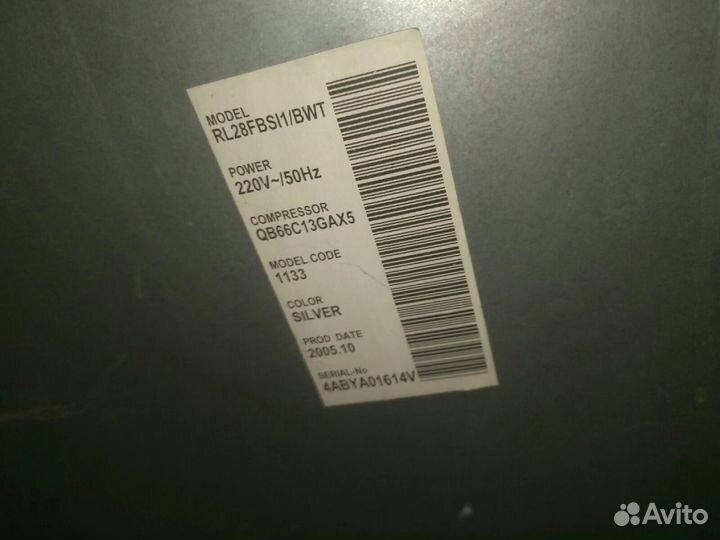 MODEL
RL28FBSI1/BWT
POWER
220V~/50Hz
COMPRESSOR
QB66C13GAX5
MODEL CODE
1133
COLOR
SILVER
PROD DATE
2005.10
SERIAL-No
4ABYA01614V
Avito